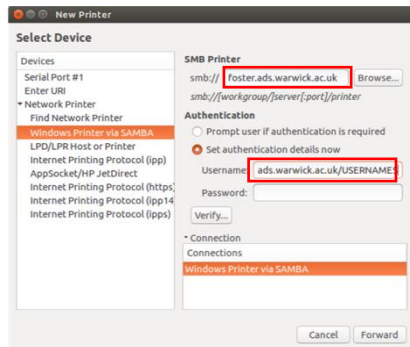 New Printer
Select Device
Devices
Serial Port #1
Enter URI
Network Printer
Find Network Printer
Windows Printer via SAMBA
LPD/LPR Host or Printer
Internet Printing Protocol (ipp)
AppSocket/HP JetDirect
Internet Printing Protocol (https)
Internet Printing Protocol (ipp14
Internet Printing Protocol (ipps)
SMB Printer
smb:// foster.ads.warwick.ac.uk Browse...
smb://[workgroup/]server[:port]/printer
Authentication
Prompt user if authentication is required
Set authentication details now
Username: ads.warwick.ac.uk/USERNAMES
Password:
Verify...
Connection
Connections
Windows Printer via SAMBA
Cancel Forward